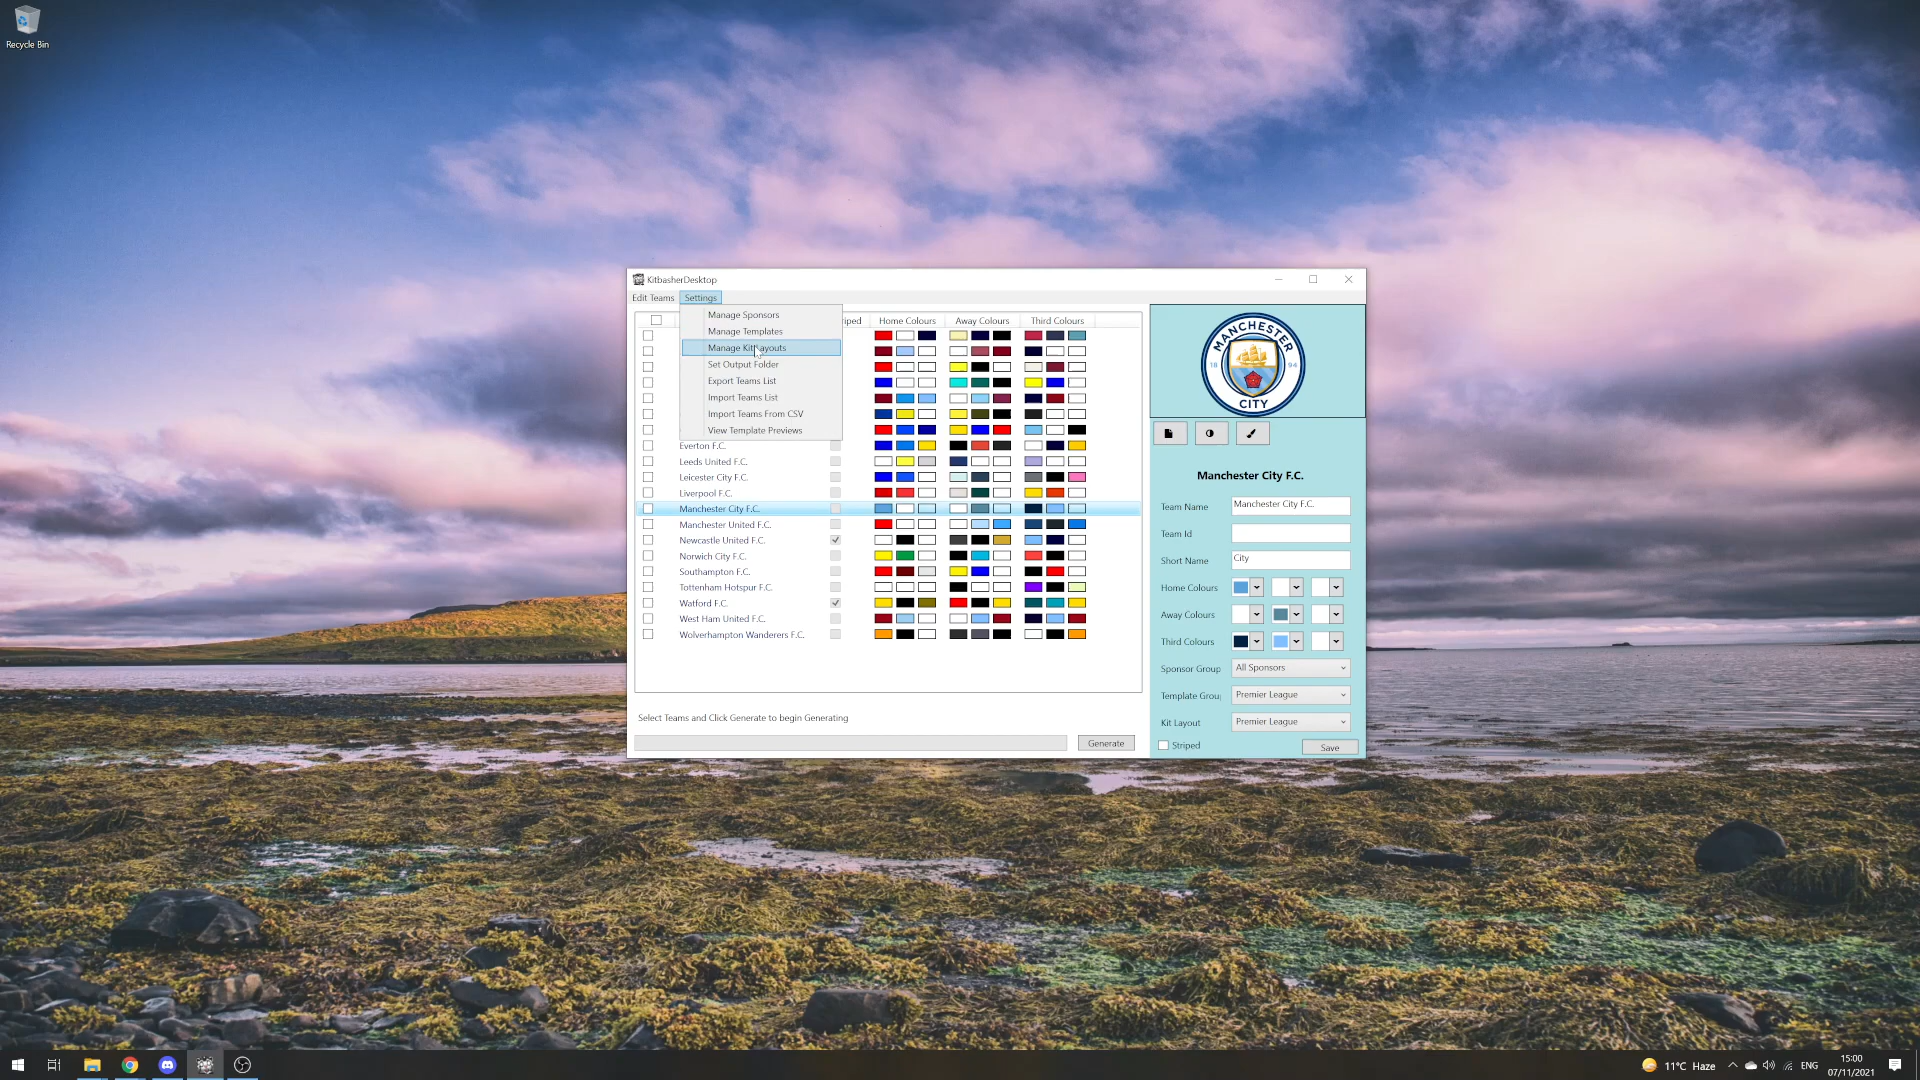 Recycle Bin
KitbasherDesktop
Edit Teams Settings
Manage Sponsors
Manage Templates
Manage Kit Layouts
Set Output Folder
Export Teams List
Import Teams List
Import Teams From CSV
View Template Previews
Home Colours Away Colours Third Colours
Everton F.C.
Leeds United F.C.
Leicester City F.C.
Liverpool F.C.
Manchester City F.C.
Manchester United F.C.
Newcastle United F.C.
Norwich City F.C.
Southampton F.C.
Tottenham Hotspur F.C.
Watford F.C.
West Ham United F.C.
Wolverhampton Wanderers F.C.
Select Teams and Click Generate to begin Generating
Generate
MANCHESTER
18 94
CITY
Manchester City F.C.
Team Name Manchester City F.C.
Team Id
Short Name City
Home Colours
Away Colours
Third Colours
Sponsor Group All Sponsors
Template Grou Premier League
Kit Layout Premier League
Striped Save
11°C Haze ENG 15:00
07/11/2021